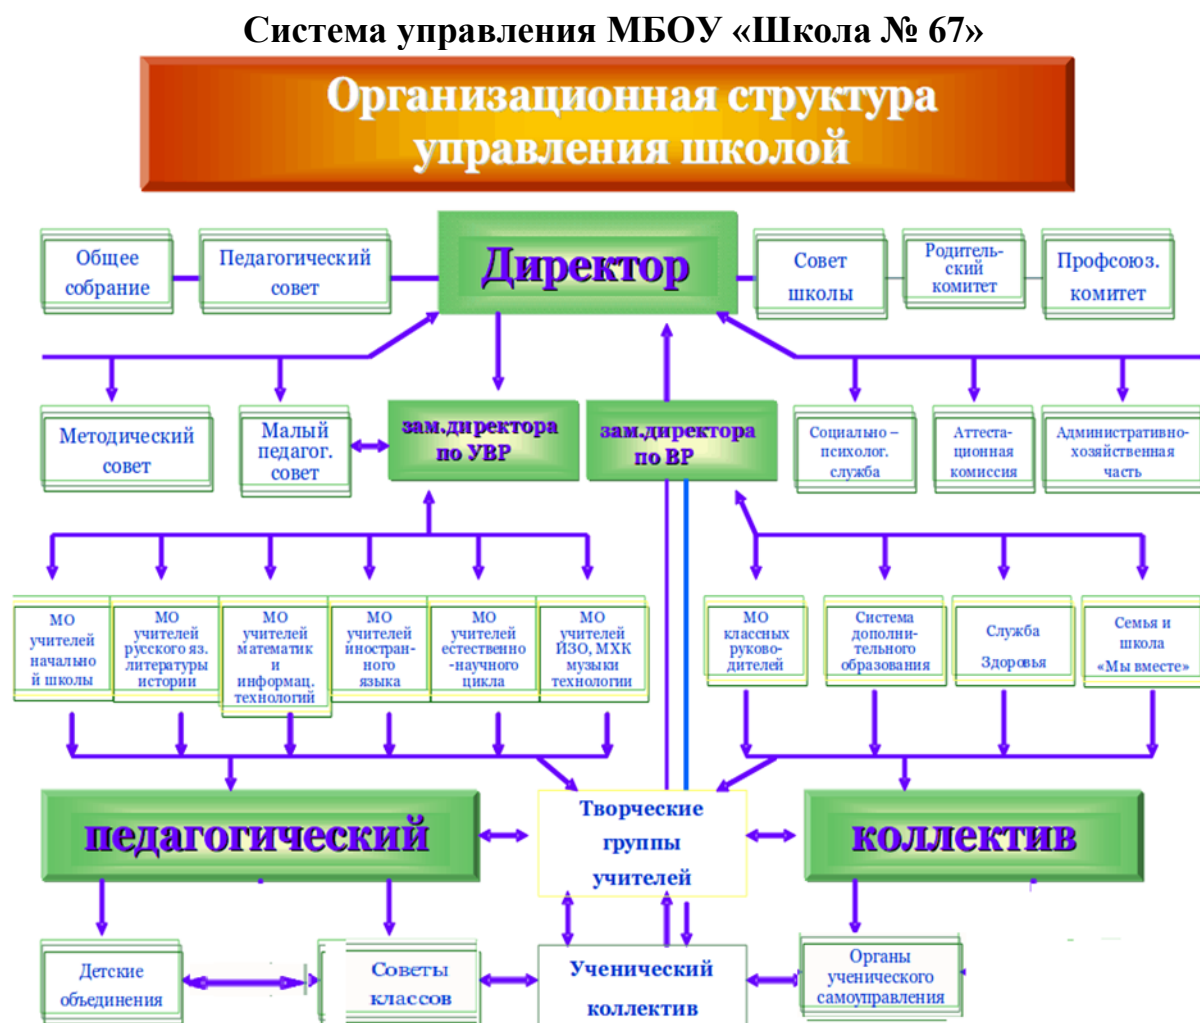 Система управления МБОУ «Школа № 67»
Организационная структура
управления школой
Общее
собрание
Педагогический
совет
Директор
Совет
школы
Родитель-
ский
комитет
Профсоюз.
комитет
Методический
совет
Малый
педагог.
совет
зам.директора
по УВР
зам.директора
по ВР
Социально –
психолог.
служба
Аттеста-
ционная
комиссия
Административно-
хозяйственная
часть
МО
учителей
начально
й школы
МО
учителей
русского яз.
литературы
истории
МО
учителей
математик
и
информац.
технологий
МО
учителей
иностран-
ного
языка
МО
учителей
естественно
-научного
цикла
МО
учителей
ИЗО, МХК
музыки
технологии
МО
классных
руково-
дителей
Система
дополни-
тельного
образования
Служба
Здоровья
Семья и
школа
«Мы вместе»
педагогический
Творческие
группы
учителей
коллектив
Детские
объединения
Советы
классов
Ученический
коллектив
Органы
ученического
самоуправления